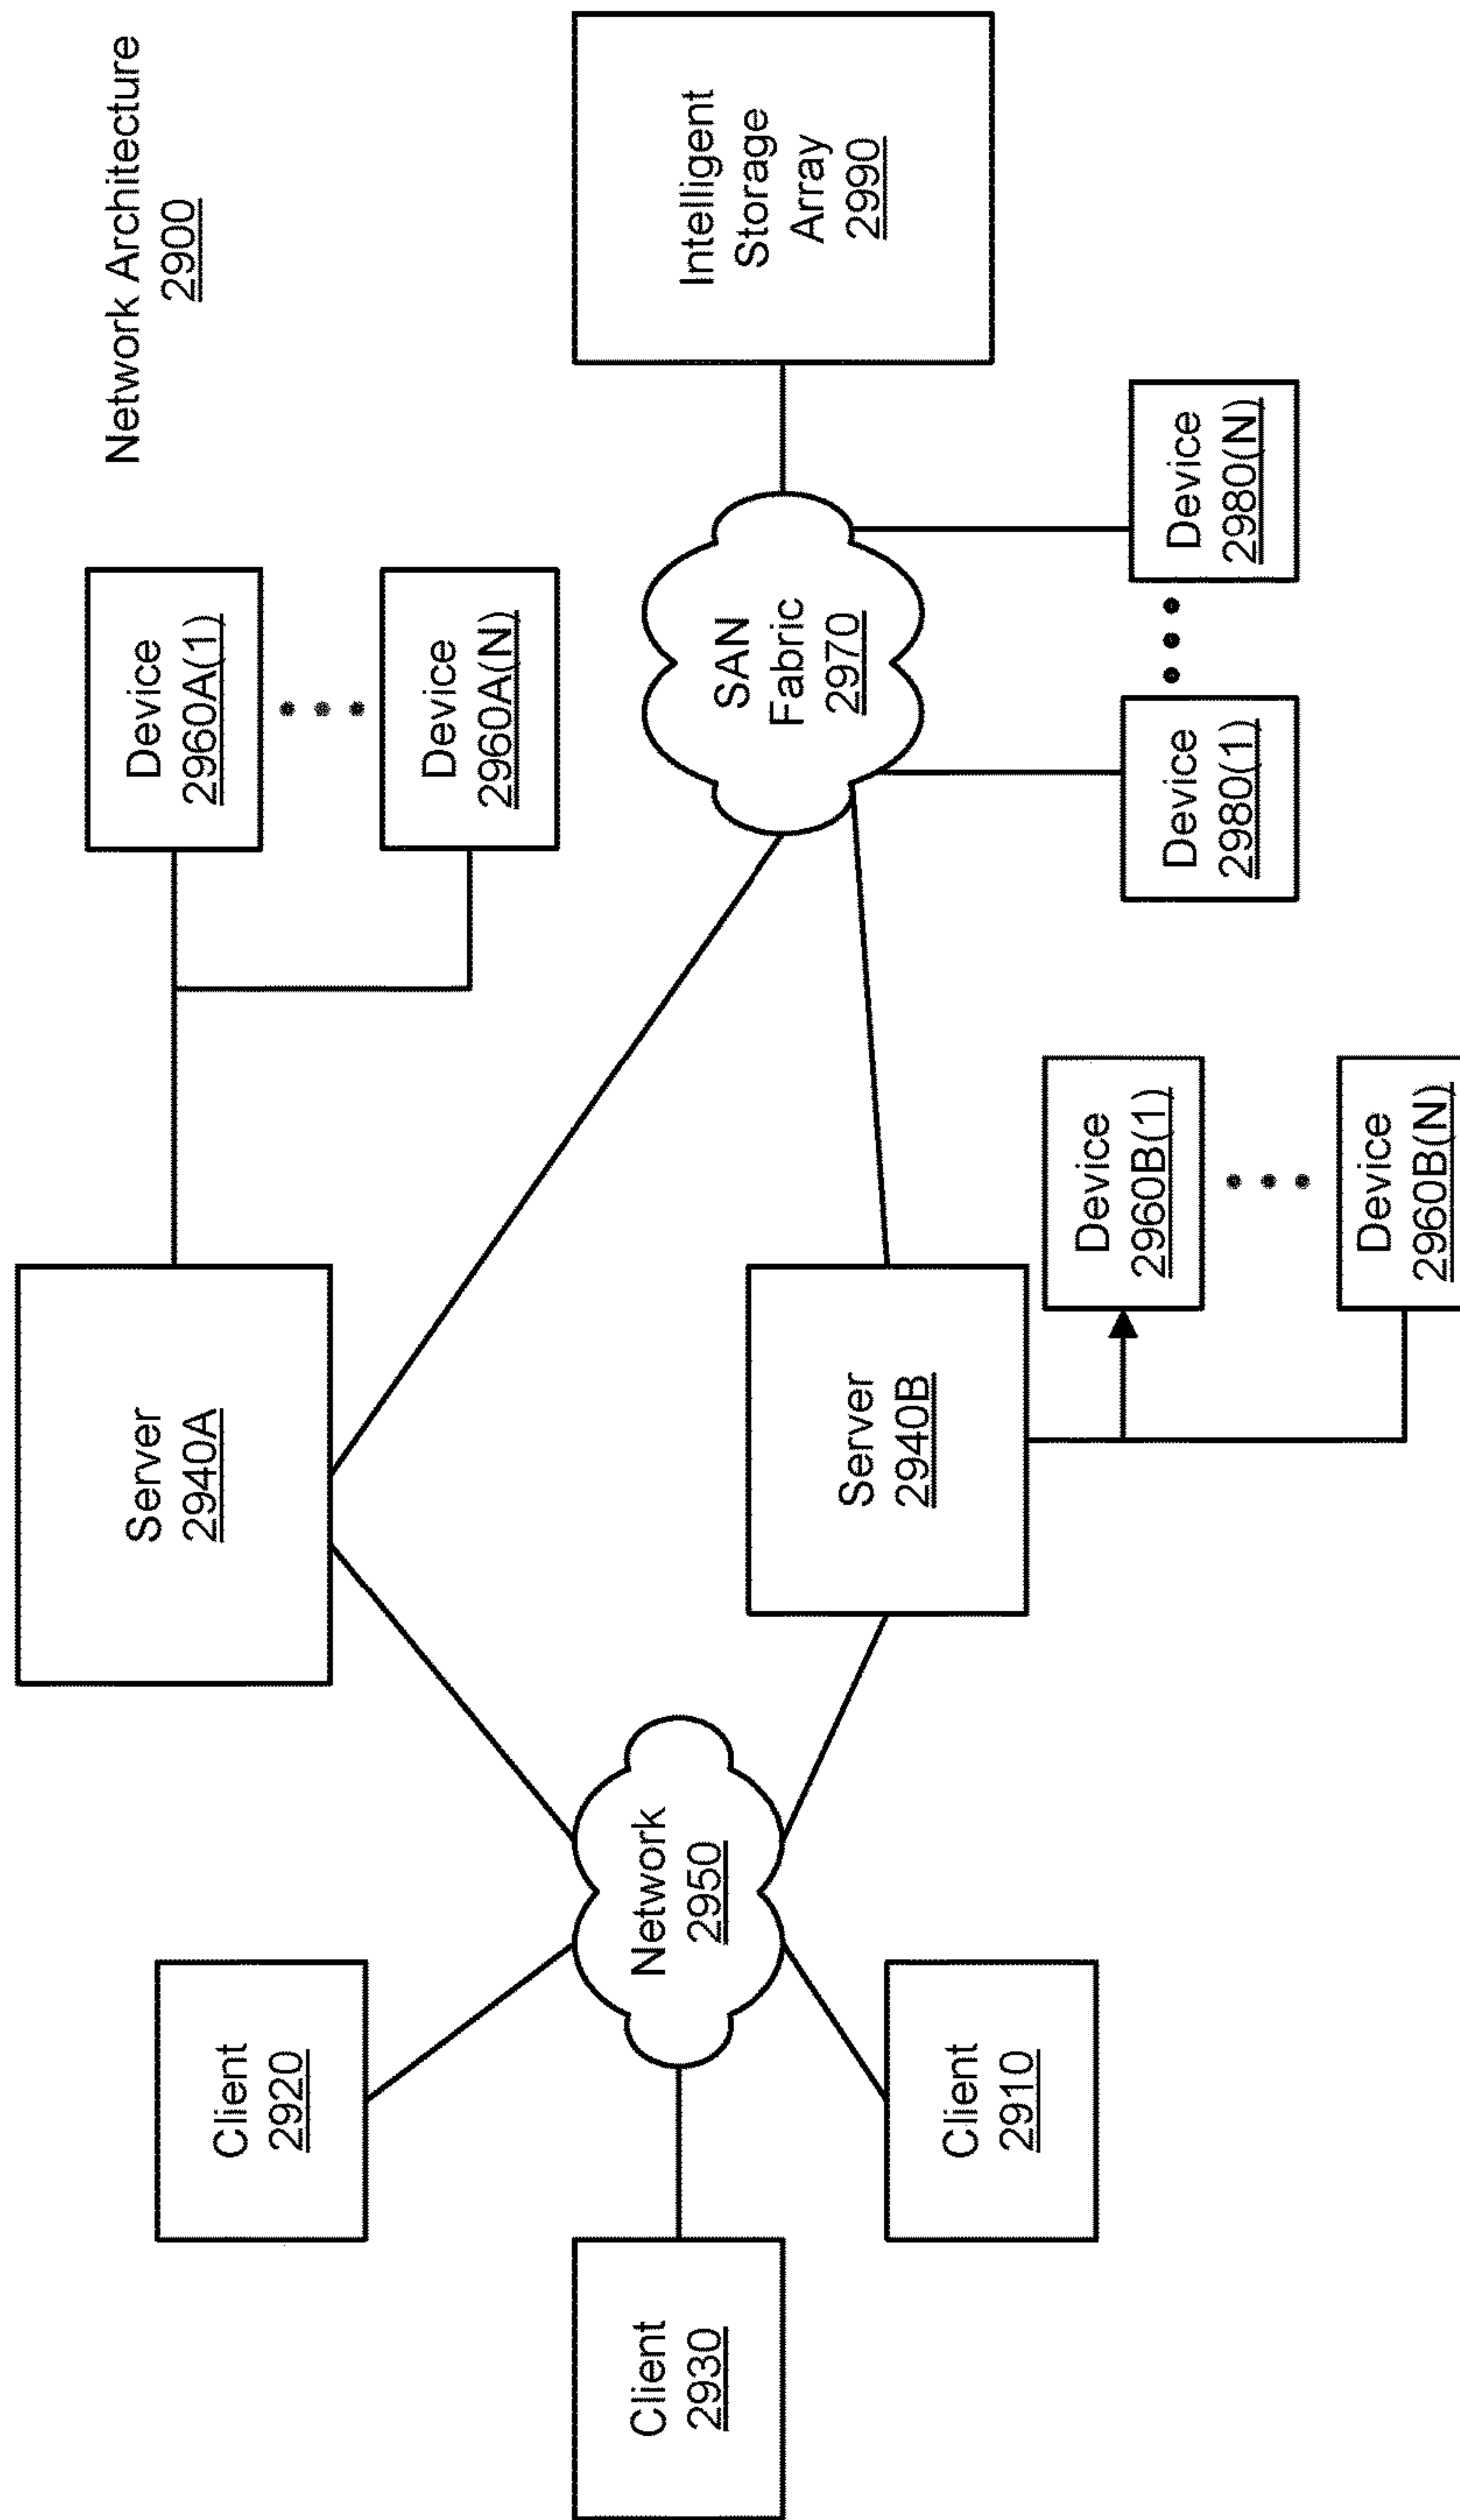 Network Architecture
2900
Client
2920
Client
2930
Client
2910
Network
2950
Server
2940A
Server
2940B
Device
2960A(1)
Device
2960A(N)
Device
2960B(1)
Device
2960B(N)
SAN
Fabric
2970
Device
2980(1)
Device
2980(N)
Intelligent
Storage
Array
2990